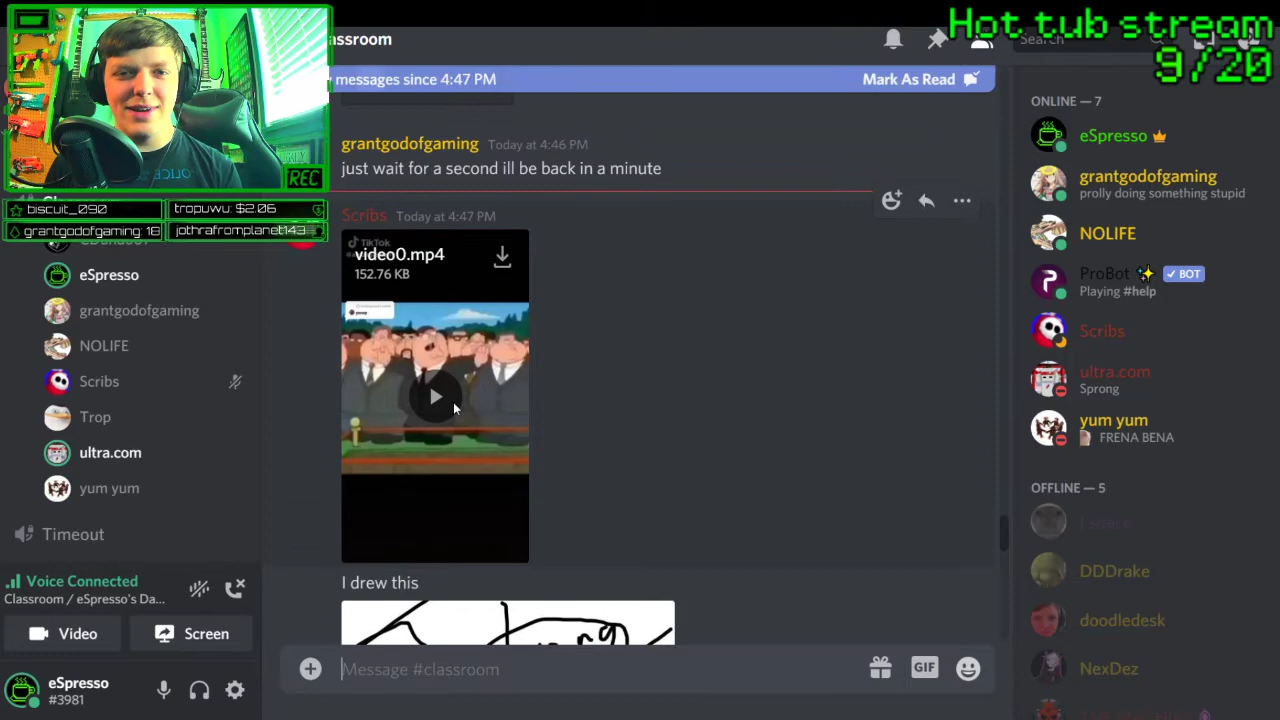 Hot tub stream
9/20
REC
biscuit_090
tropuwu: $2.06
grantgodofgaming: 16
jothrafromplanet143
eSpresso
grantgodofgaming
NOLIFE
Scribs
Trop
ultra.com
yum yum
Timeout
Voice Connected
Classroom / eSpresso's Da...
Video
Screen
eSpresso
#3981
assroom
Search
messages since 4:47 PM
Mark As Read
grantgodofgaming Today at 4:46 PM
just wait for a second ill be back in a minute
Scribs Today at 4:47 PM
TikTok
video0.mp4
152.76 KB
I drew this
Message #classroom
GIF
ONLINE — 7
eSpresso
grantgodofgaming
prolly doing something stupid
NOLIFE
ProBot ✨ ✓ BOT
Playing #help
Scribs
ultra.com
Sprong
yum yum
FRENA BENA
OFFLINE — 5
DDDrake
doodledesk
NexDez